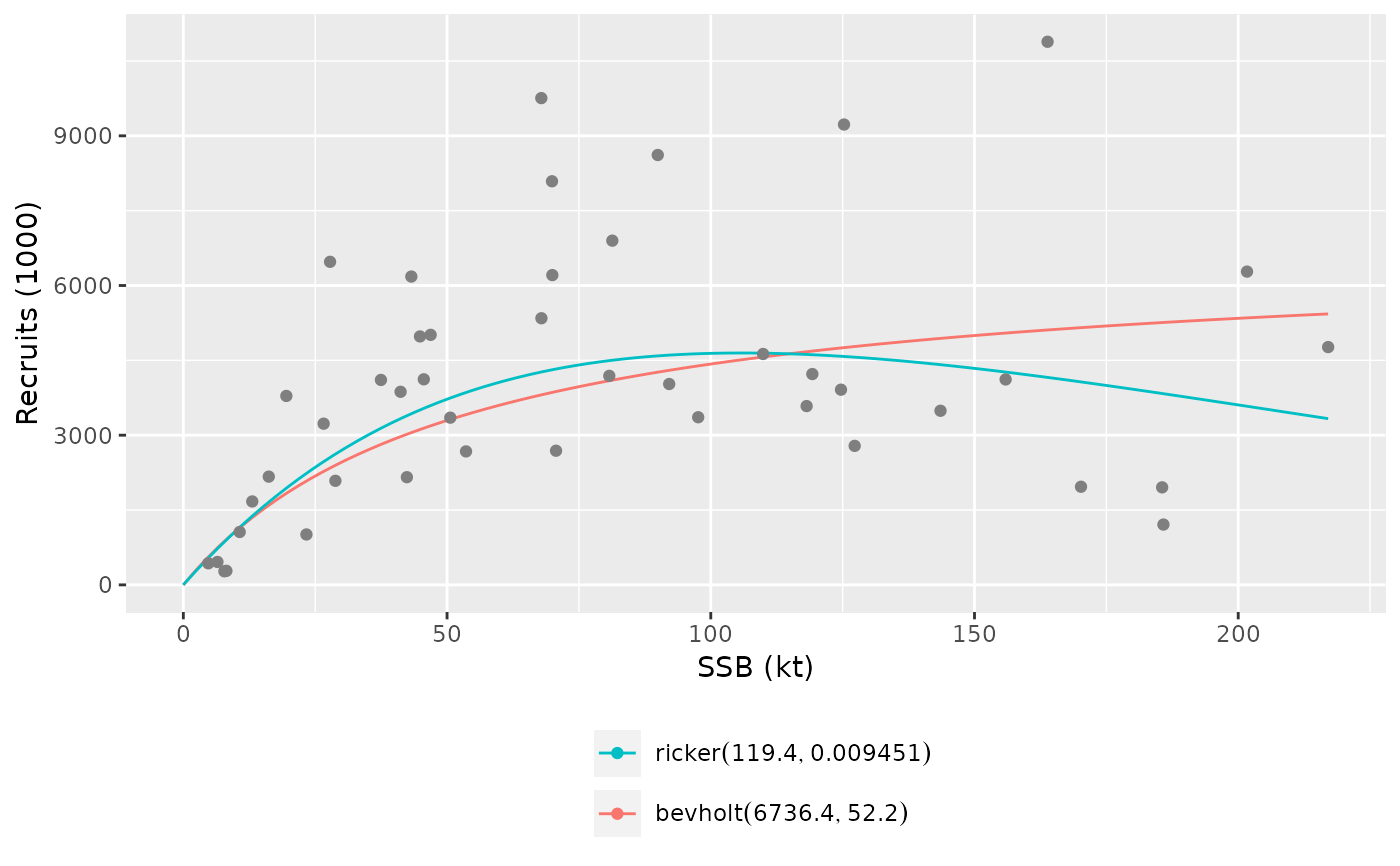 9000
6000
3000
0
Recruits (1000)
0 50 100 150 200
SSB (kt)
ricker(119.4, 0.009451)
bevholt(6736.4, 52.2)